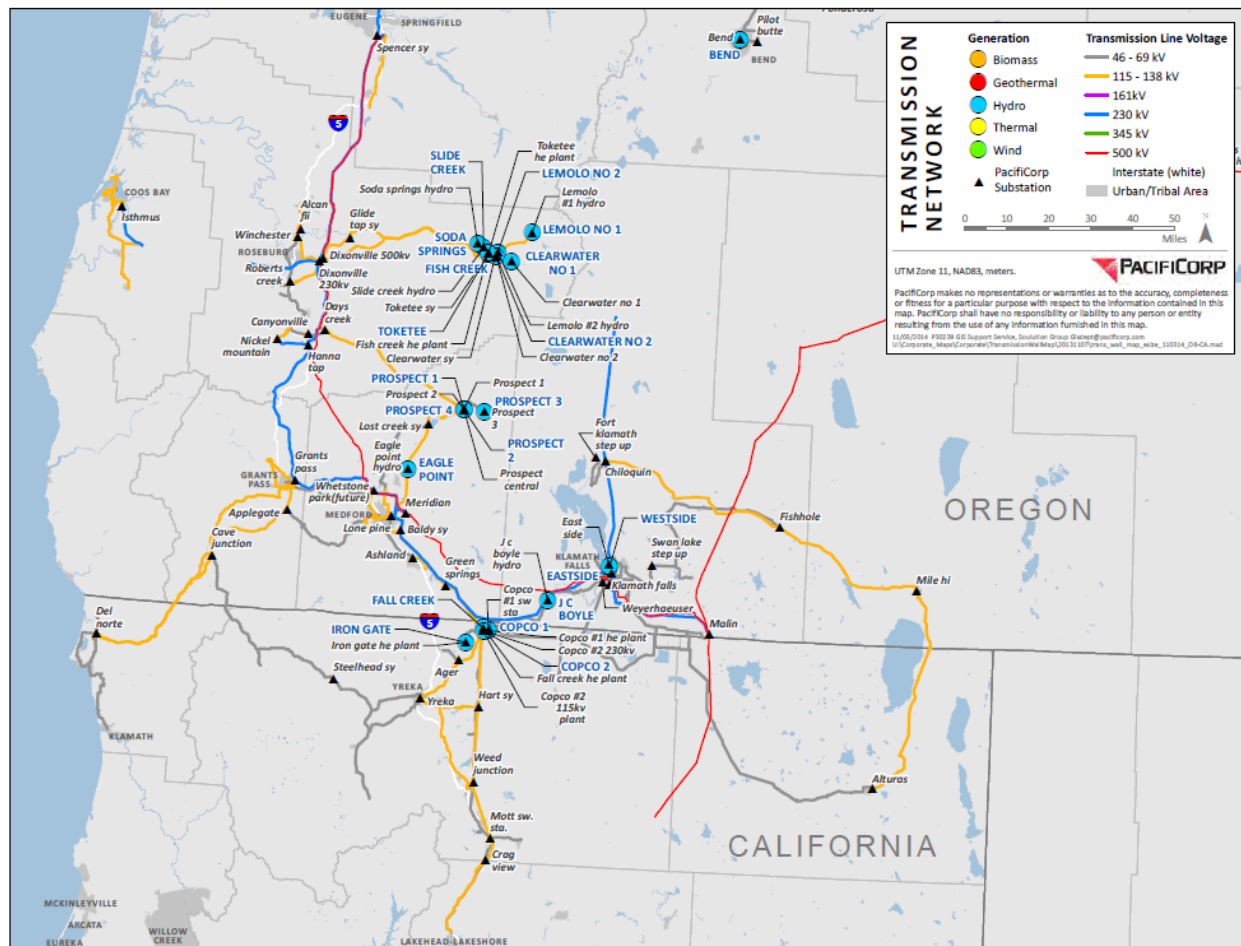 EUGENE
SPRINGFIELD
Spencer sy
Pilot
butte
Bend
BEND
BEND
TRANSMISSION
NETWORK
Generation
Biomass
Geothermal
Hydro
Thermal
Wind
PacifiCorp
Substation
Transmission Line Voltage
46 - 69 kV
115 - 138 kV
161kV
230 kV
345 kV
500 kV
Interstate (white)
Urban/Tribal Area
0 10 20 30 40 50
Miles
N
UTM Zone 11, NAD83, meters.
PACIFICORP
PacifiCorp makes no representations or warranties as to the accuracy, completeness
or fitness for a particular purpose with respect to the information contained in this
map. PacifiCorp shall have no responsibility or liability to any person or entity
resulting from the use of any information furnished in this map.
5
COOS BAY
Isthmus
Alcan
fli
Winchester
ROSEBURG
Roberts
creek
Glide
tap sy
Dixonville 500kv
Dixonville
230kv
SLIDE
CREEK
Soda springs hydro
Toketee
he plant
LEMOLO NO 2
Lemolo
#1 hydro
LEMOLO NO 1
SODA
SPRINGS
FISH CREEK
CLEARWATER
NO 1
Slide creek hydro
Toketee sy
Clearwater no 1
TOKETEE
Fish creek he plant
Clearwater sy
Lemolo #2 hydro
CLEARWATER NO 2
Clearwater no 2
Days
creek
Canyonville
Nickel
mountain
Hanna
tap
PROSPECT 1
Prospect 1
Prospect 2
PROSPECT 3
PROSPECT 4
Prospect
3
Lost creek sy
PROSPECT
2
Prospect
central
Eagle
point
hydro
EAGLE
POINT
Grants
pass
GRANTS
PASS
Whetstone
park(future)
Meridian
MEDFORD
Applegate
Lone pine
Baldy sy
Cave
junction
Ashland
Green
springs
Fort
klamath
step up
Chiloquin
Fishhole
OREGON
East
side
WESTSIDE
J c
boyle
hydro
KLAMATH
FALLS
Swan lake
step up
EASTSIDE
Klamath falls
Weyerhaeuser
Mile hi
Malin
Del
norte
FALL CREEK
5
Copco
#1 sw
sta
J C
BOYLE
IRON GATE
COPCO 1
Iron gate he plant
Copco #1 he plant
Copco #2 230kv
COPCO 2
Fall creek he plant
Copco #2
115kv
plant
Steelhead sy
Ager
YREKA
Yreka
Hart sy
KLAMATH
Weed
junction
Alturas
Mott sw.
sta.
Crag
view
CALIFORNIA
MCKINLEYVILLE
ARCATA
EUREKA
WILLOW
CREEK
LAKEHEAD-LAKESHORE